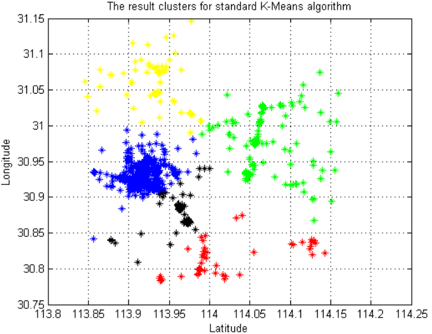 The result clusters for standard K-Means algorithm
31.15
31.1
31.05
31
30.95
30.9
30.85
30.8
30.75
Longitude
113.8 113.85 113.9 113.95 114 114.05 114.1 114.15 114.2 114.25
Latitude